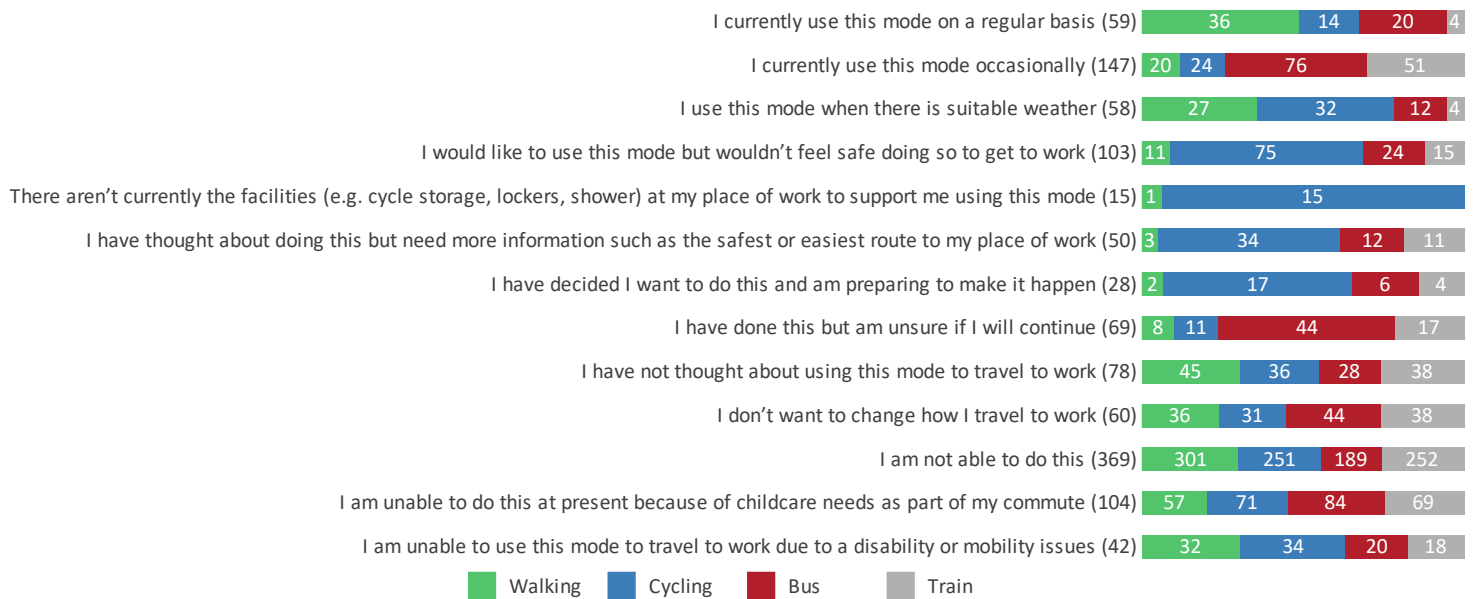 I currently use this mode on a regular basis (59) 36 14 20 4
I currently use this mode occasionally (147) 20 24 76 51
I use this mode when there is suitable weather (58) 27 32 12 4
I would like to use this mode but wouldn’t feel safe doing so to get to work (103) 11 75 24 15
There aren’t currently the facilities (e.g. cycle storage, lockers, shower) at my place of work to support me using this mode (15) 1 15
I have thought about doing this but need more information such as the safest or easiest route to my place of work (50) 3 34 12 11
I have decided I want to do this and am preparing to make it happen (28) 2 17 6 4
I have done this but am unsure if I will continue (69) 8 11 44 17
I have not thought about using this mode to travel to work (78) 45 36 28 38
I don’t want to change how I travel to work (60) 36 31 44 38
I am not able to do this (369) 301 251 189 252
I am unable to do this at present because of childcare needs as part of my commute (104) 57 71 84 69
I am unable to use this mode to travel to work due to a disability or mobility issues (42) 32 34 20 18
Walking Cycling Bus Train